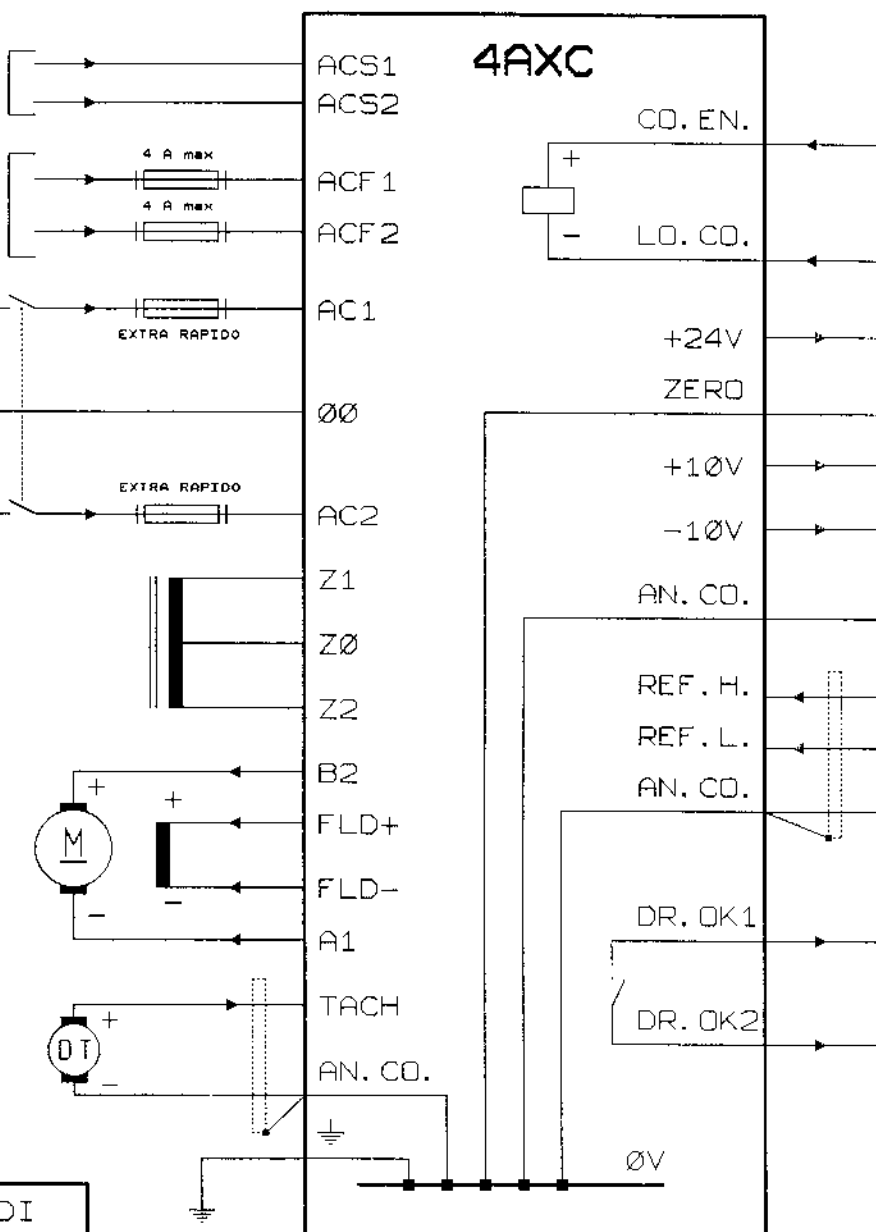 4AXC
ACS1
ACS2
4 A max
ACF1
4 A max
ACF2
AC1
EXTRA RAPIDO
ØØ
EXTRA RAPIDO
AC2
Z1
ZØ
Z2
B2
+
M
-
+
FLD+
FLD-
-
A1
TACH
+
DT
-
AN. CO.
CO. EN.
+
-
LO. CO.
+24V
ZERO
+1ØV
-1ØV
AN. CO.
REF. H.
REF. L.
AN. CO.
DR. OK1
DR. OK2
ØV
DI